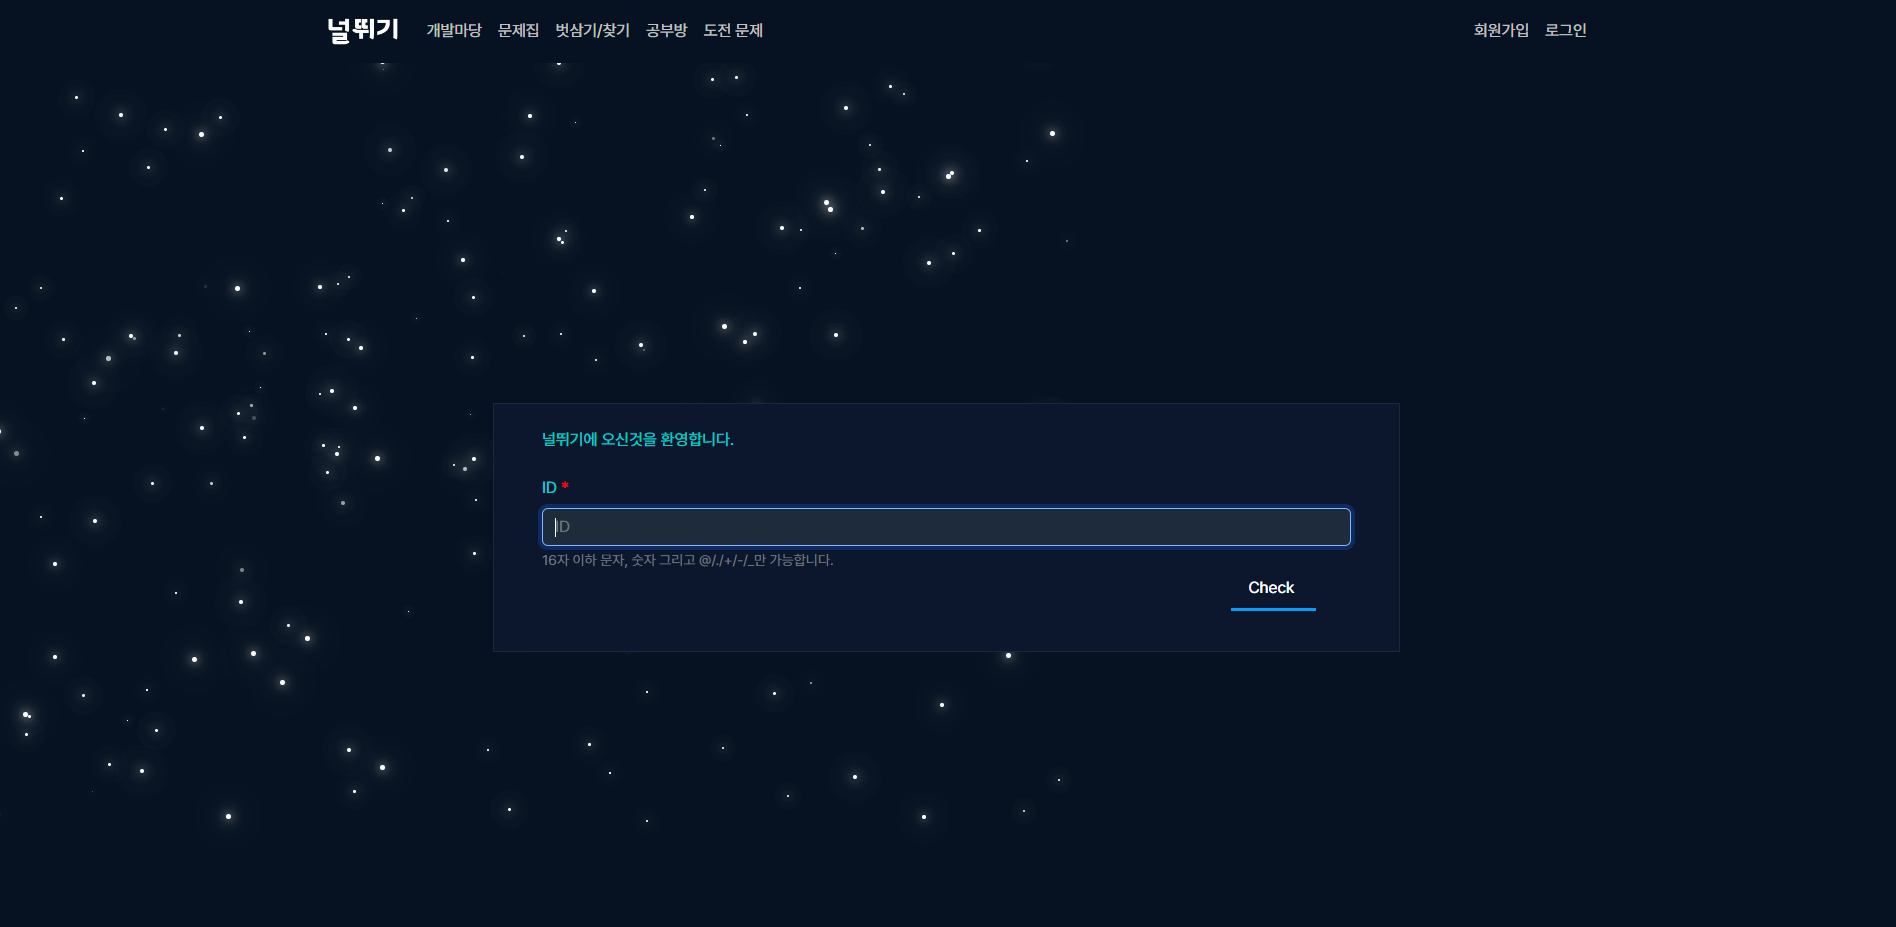 널뛰기 개발마당 문제집 벗삼기/찾기 공부방 도전 문제 회원가입 로그인
널뛰기에 오신것을 환영합니다.
ID *
ID
16자 이하 문자, 숫자 그리고 @/./+/-/_만 가능합니다.
Check